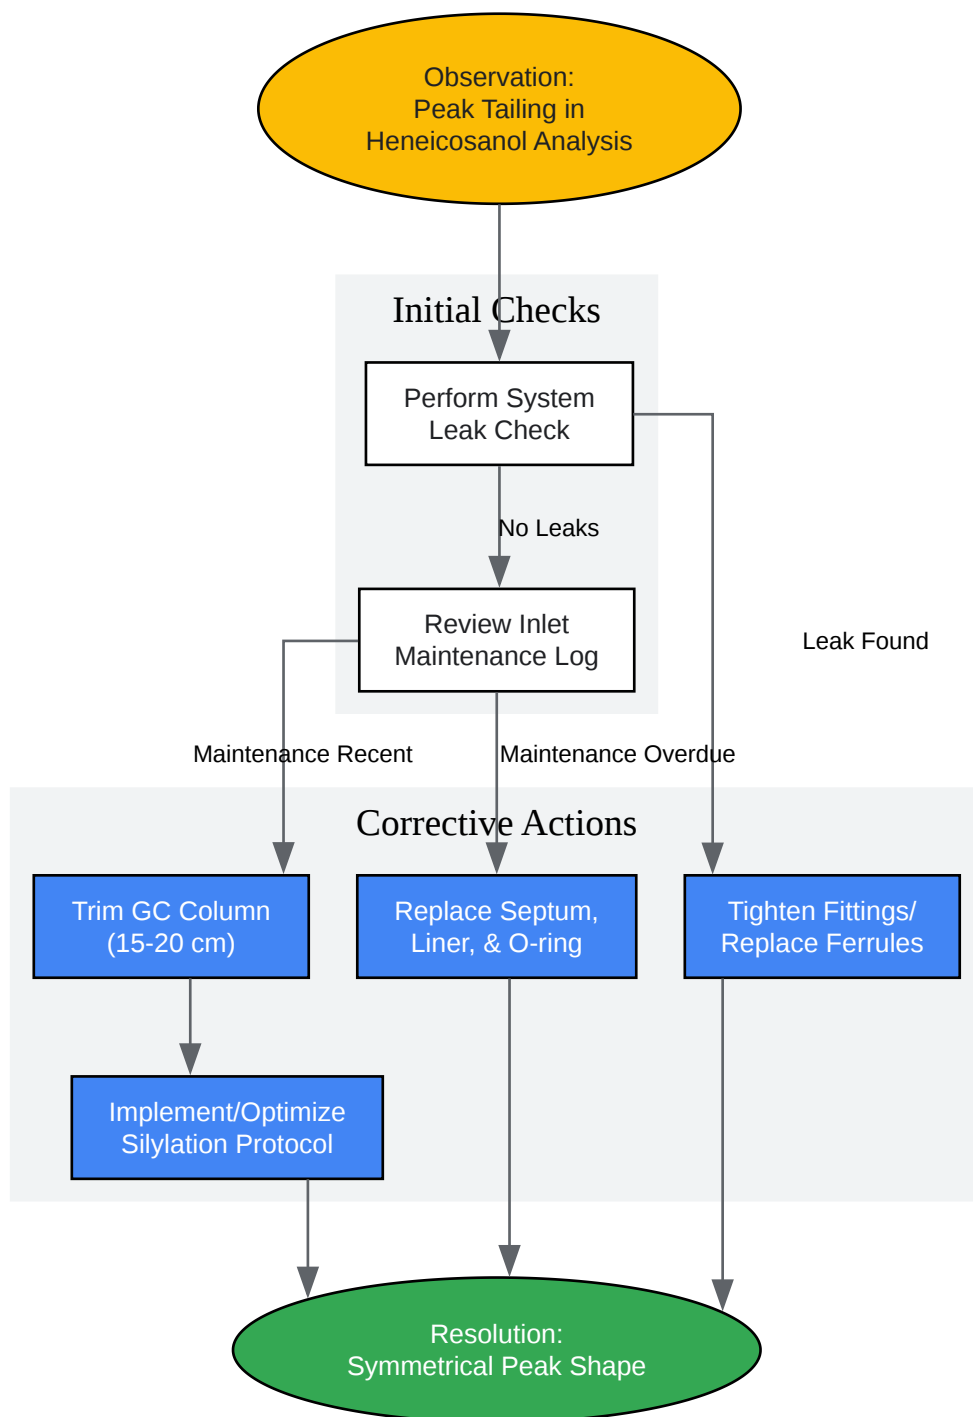 Observation:
Peak Tailing in
Heneicosanol Analysis
Initial Checks
Perform System
Leak Check
No Leaks
Review Inlet
Maintenance Log
Leak Found
Maintenance Recent
Maintenance Overdue
Corrective Actions
Trim GC Column
(15-20 cm)
Replace Septum,
Liner, & O-ring
Tighten Fittings/
Replace Ferrules
Implement/Optimize
Silylation Protocol
Resolution:
Symmetrical Peak Shape